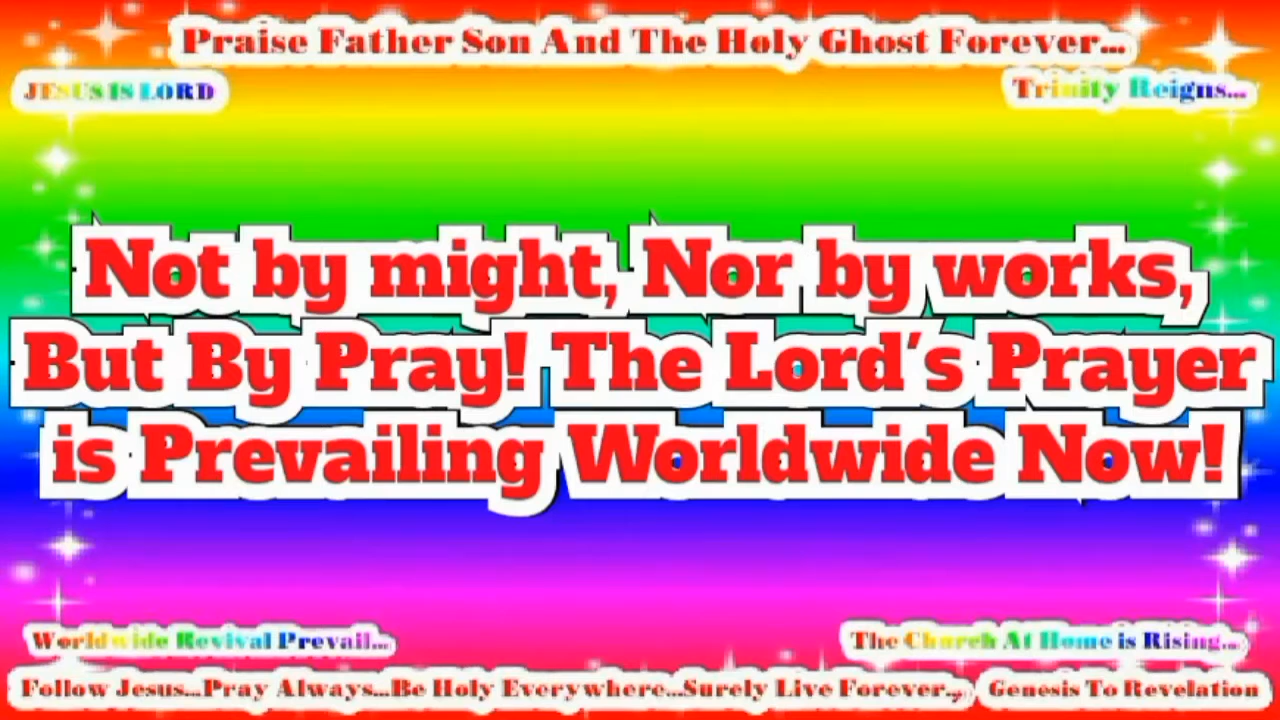 Praise Father Son And The Holy Ghost Forever...
JESUS IS LORD
Trinity Reigns...
Not by might, Nor by works,
But By Pray! The Lord's Prayer
is Prevailing Worldwide Now!
Worldwide Revival Prevail...
The Church At Home is Rising...
Follow Jesus...Pray Always...Be Holy Everywhere...Surely Live Forever...
Genesis To Revelation